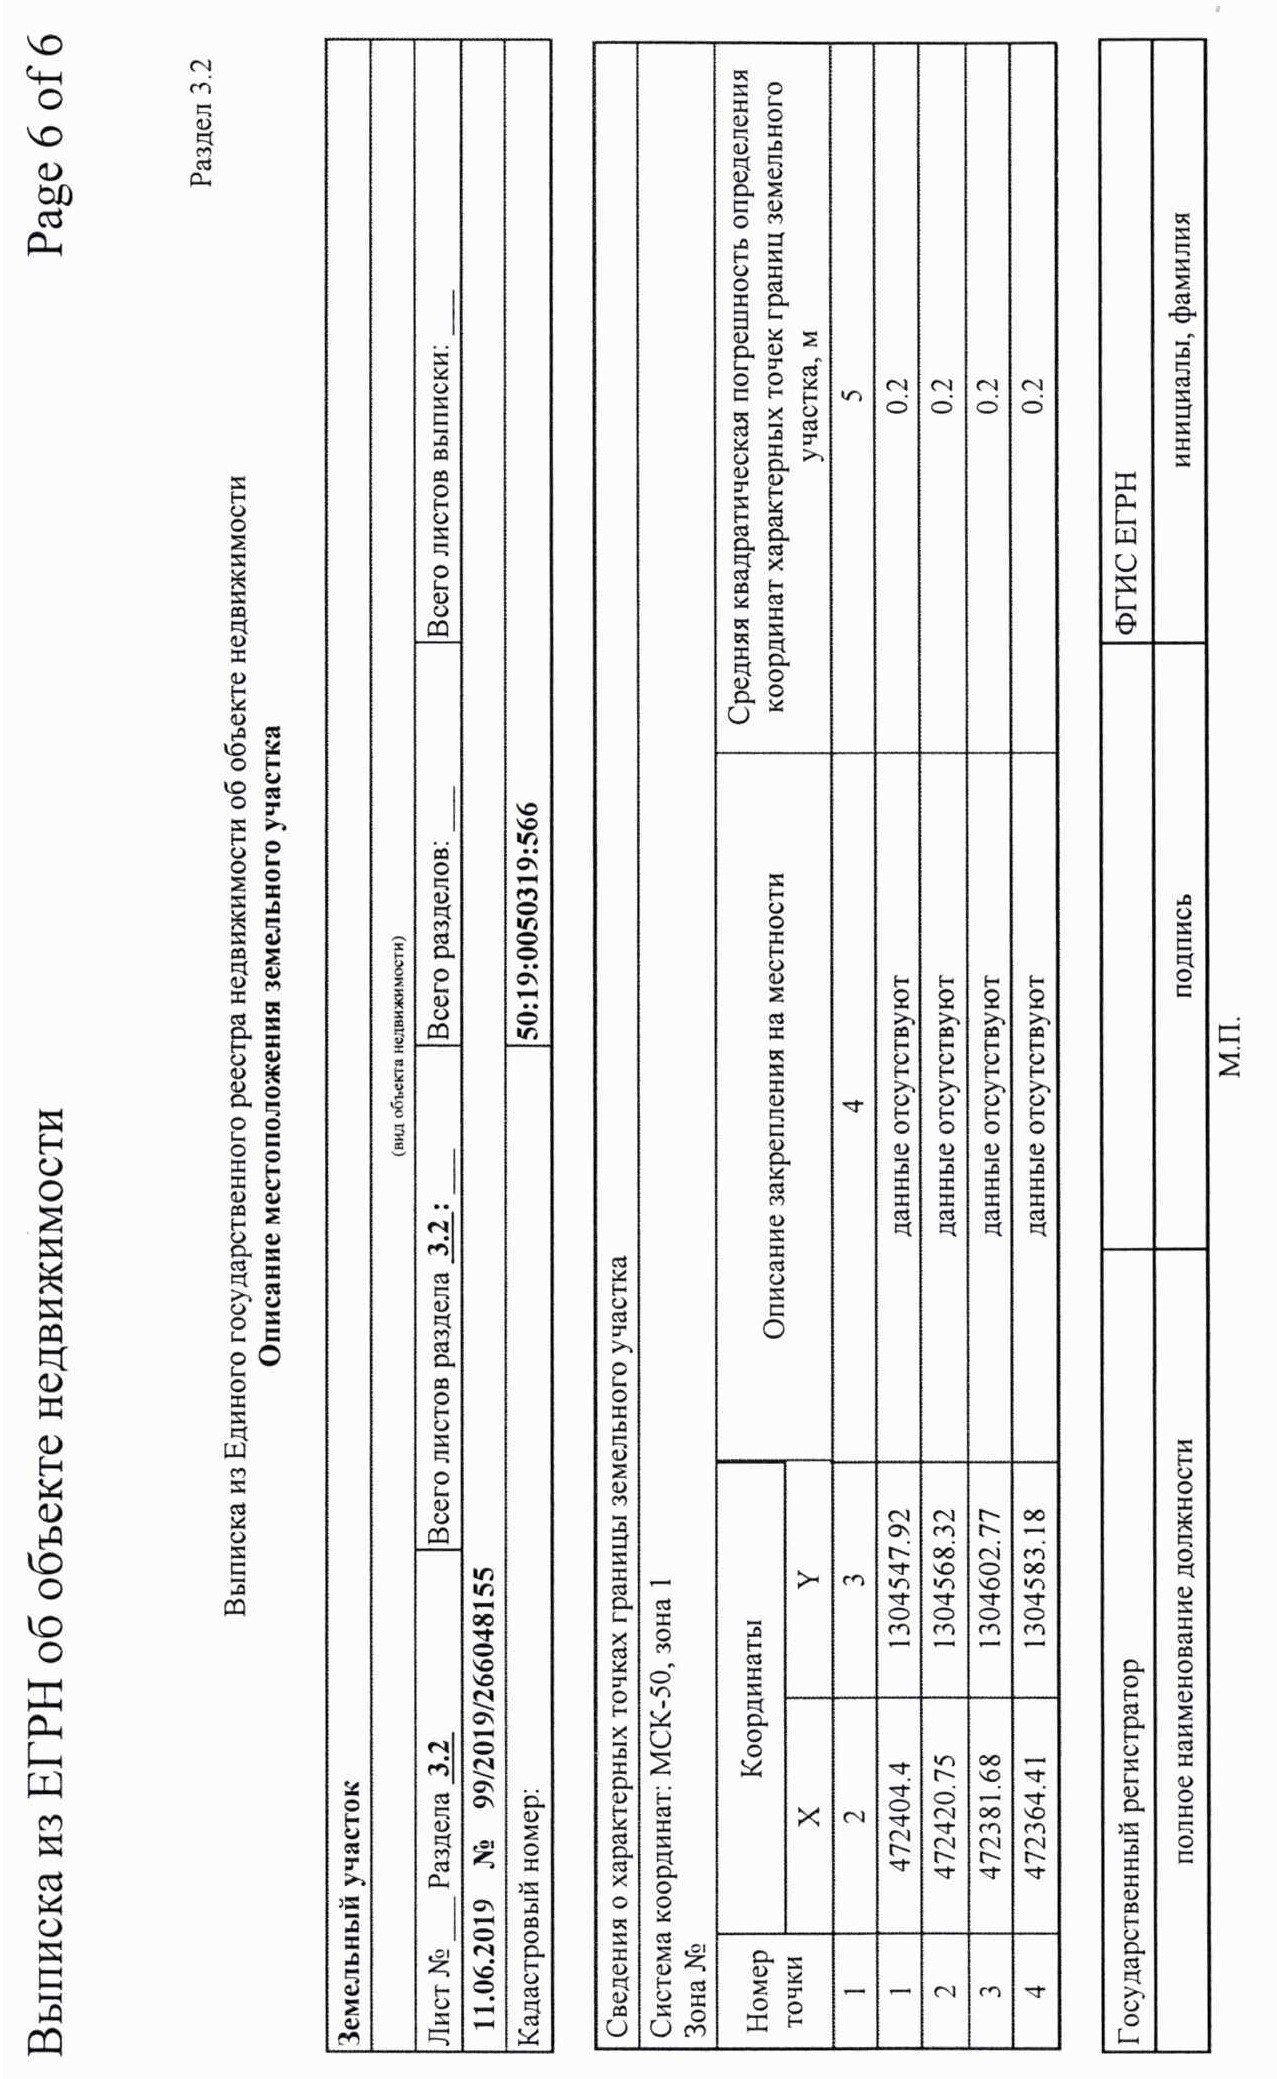 Выписка из ЕГРН об объекте недвижимости Page 6 of 6
Раздел 3.2
Выписка из Единого государственного реестра недвижимости об объекте недвижимости
Описание местоположения земельного участка
Земельный участок
(вид объекта недвижимости)
Лист № ___ Раздела 3.2 Всего листов раздела 3.2 : ___ Всего разделов: ___ Всего листов выписки: ___
11.06.2019 № 99/2019/266048155
Кадастровый номер: 50:19:0050319:566
Сведения о характерных точках границы земельного участка
Система координат: МСК-50, зона 1
Зона №
Номер точки Координаты Описание закрепления на местности Средняя квадратическая погрешность определения
координат характерных точек границ земельного
участка, м
X Y
1 2 3 4 5
1 472404.4 1304547.92 данные отсутствуют 0.2
2 472420.75 1304568.32 данные отсутствуют 0.2
3 472381.68 1304602.77 данные отсутствуют 0.2
4 472364.41 1304583.18 данные отсутствуют 0.2
Государственный регистратор ФГИС ЕГРН
полное наименование должности подпись инициалы, фамилия
М.П.